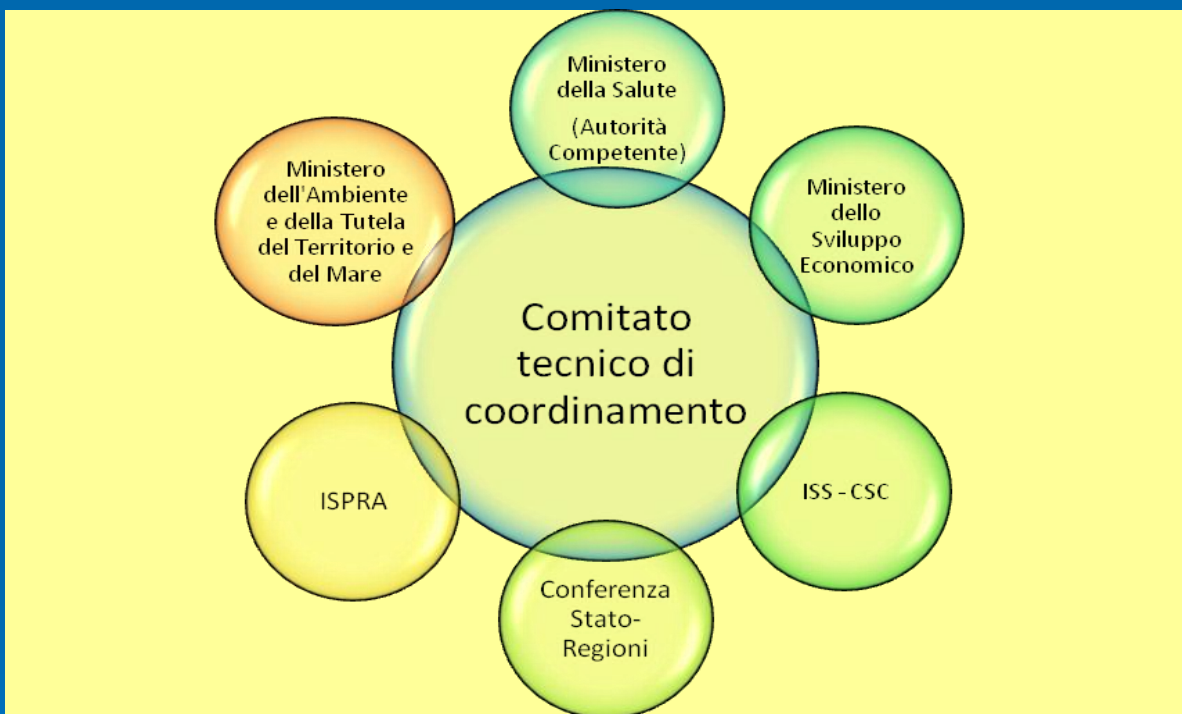 Ministero
della Salute
(Autorità
Competente)
Ministero
dell'Ambiente
e della Tutela
del Territorio e
del Mare
Ministero
dello
Sviluppo
Economico
Comitato
tecnico di
coordinamento
ISPRA
ISS - CSC
Conferenza
Stato-
Regioni